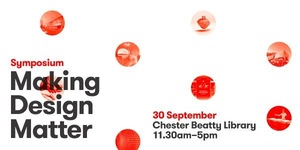 Symposium
Making
Design
Matter
30 September
Chester Beatty Library
11.30am–5pm